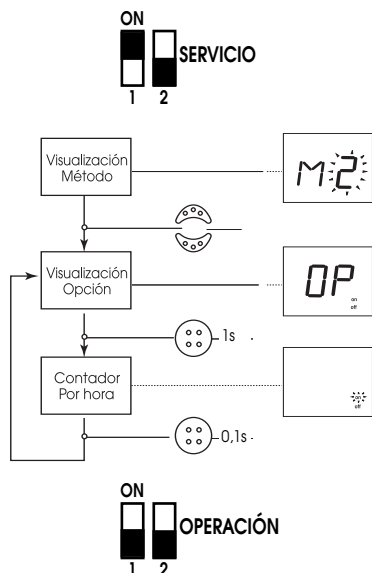 ON
SERVICIO
1 2
Visualización
Método
M2
Visualización
Opción
OP
on
off
1s
Contador
Por hora
on
off
0,1s
ON
OPERACIÓN
1 2